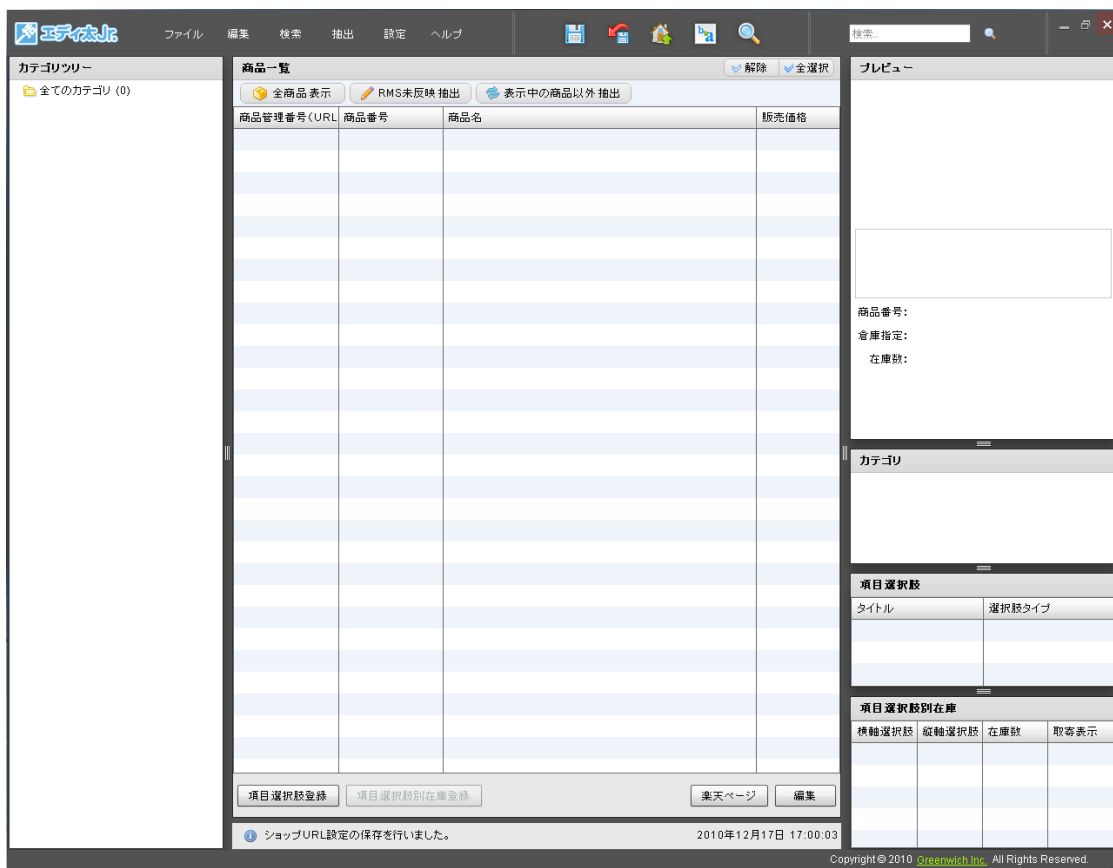 エディ太Jr. ファイル 編集 検索 抽出 設定 ヘルプ 検索...
カテゴリツリー
全てのカテゴリ (0)
商品一覧 解除 全選択
全商品表示 RMS未反映抽出 表示中の商品以外抽出
商品管理番号(URL 商品番号 商品名 販売価格
項目選択肢登録 項目選択肢別在庫登録 楽天ページ 編集
ショップURL設定の保存を行いました。 2010年12月17日 17:00:03
プレビュー
商品番号:
倉庫指定:
在庫数:
カテゴリ
項目選択肢
タイトル 選択肢タイプ
項目選択肢別在庫
横軸選択肢 縦軸選択肢 在庫数 取寄表示
Copyright © 2010 Greenwich Inc. All Rights Reserved.